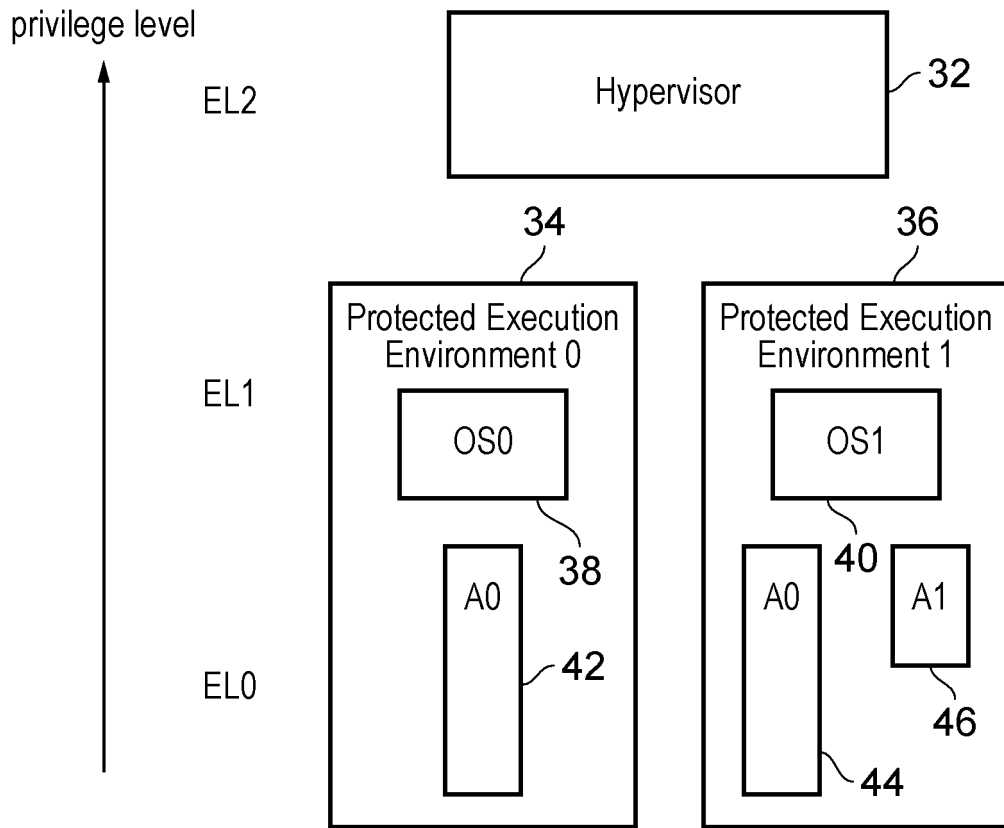 privilege level
EL2
Hypervisor
32
34
36
Protected Execution
Environment 0
Protected Execution
Environment 1
EL1
OS0
OS1
38
40
A0
A0
A1
42
EL0
46
44